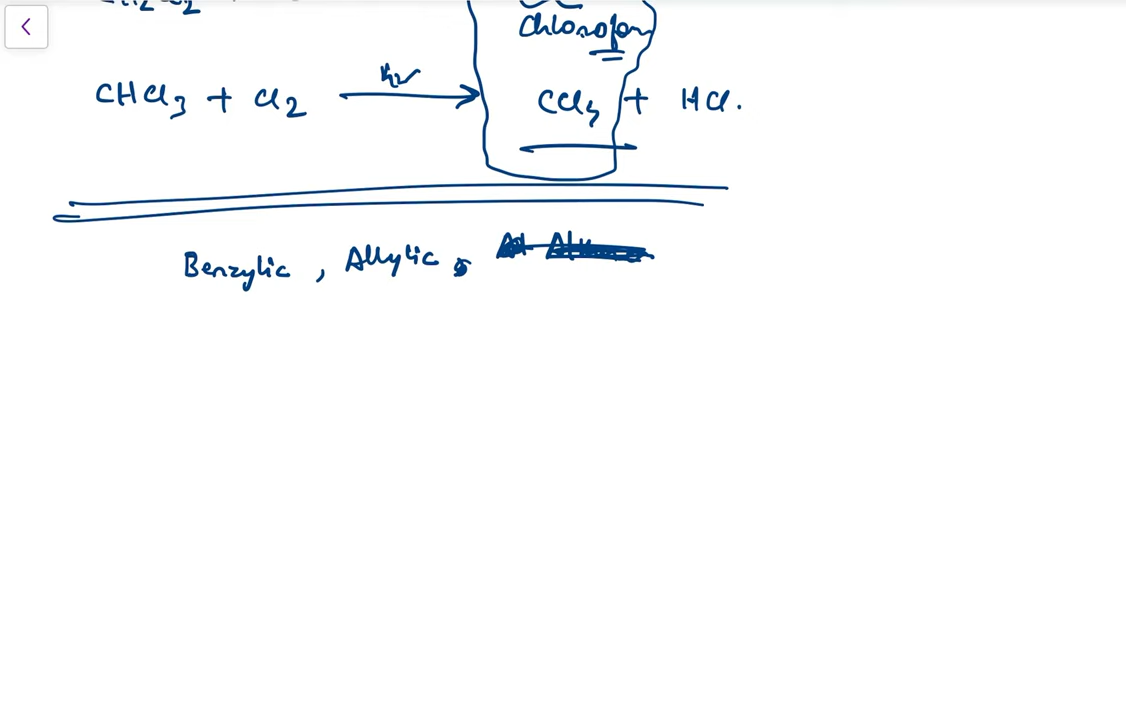 Chloroform
CHCl3 + Cl2 hν → CCl4 + HCl.
Benzylic, Allylic,